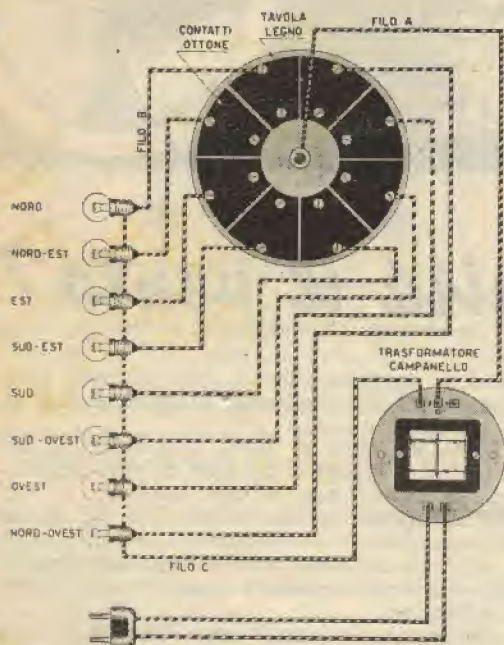 CONTATTI
OTTONE
TAVOLA
LEGNO
FILO A
FILO B
NORD
NORD-EST
EST
SUD-EST
SUD
SUD-OVEST
OVEST
NORD-OVEST
TRASFORMATORE
CAMPANELLO
FILO C